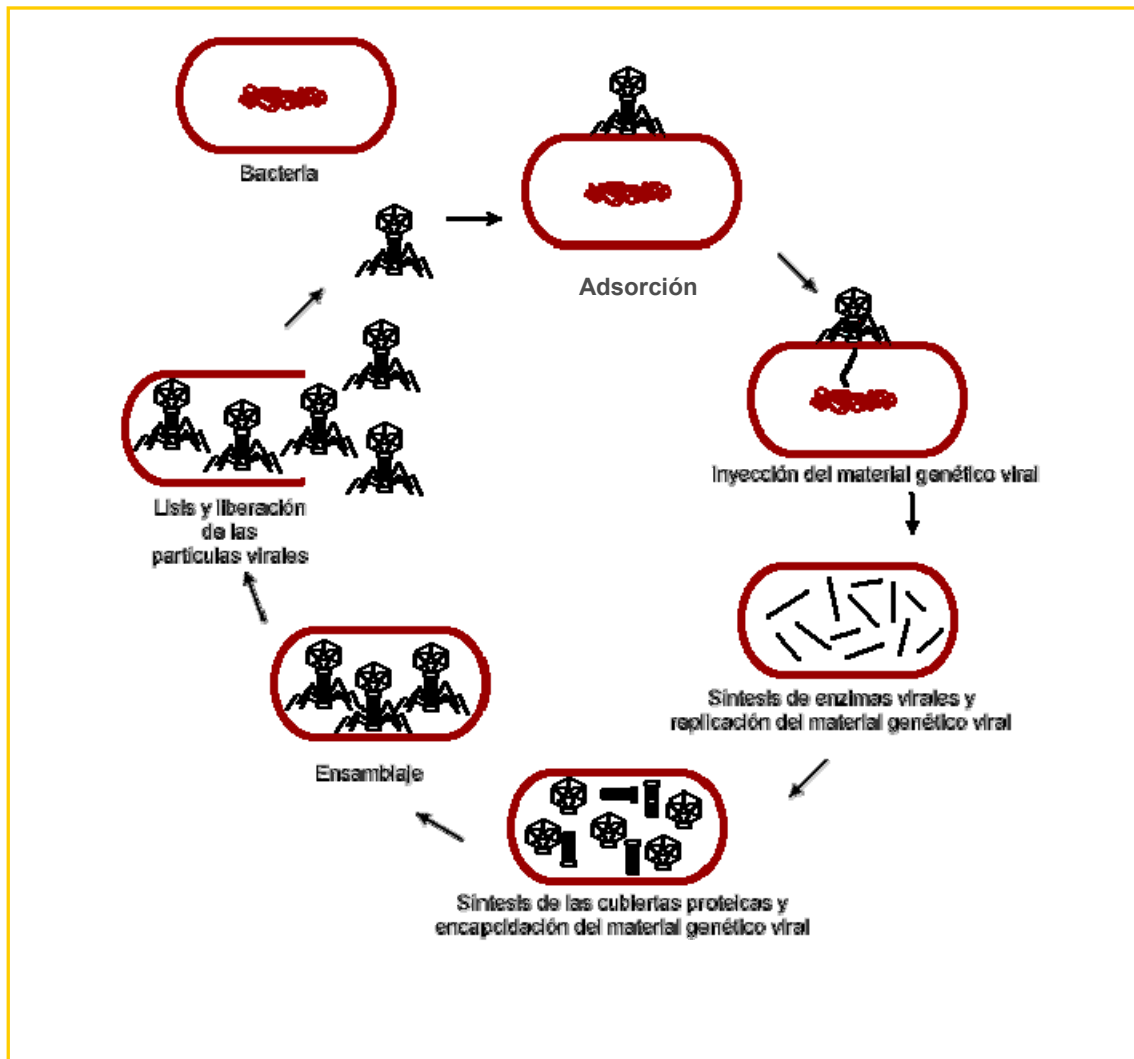 Bacteria
Adsorción
Inyección del material genético viral
Síntesis de enzimas virales y
replicación del material genético viral
Síntesis de las cubiertas proteicas y
encapcidación del material genético viral
Ensamblaje
Lisis y liberación
de las
partículas virales